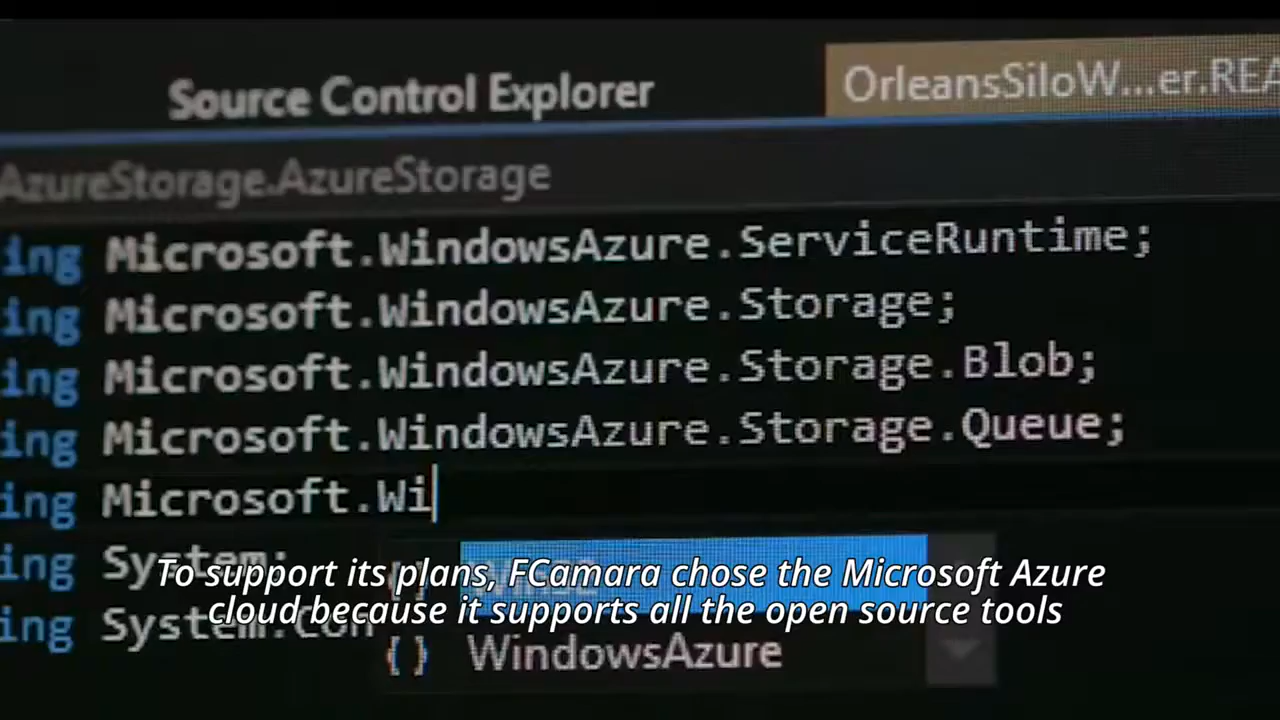 Source Control Explorer
OrleansSiloW...er.REA
AzureStorage.AzureStorage
ing Microsoft.WindowsAzure.ServiceRuntime;
ing Microsoft.WindowsAzure.Storage;
ing Microsoft.WindowsAzure.Storage.Blob;
ing Microsoft.WindowsAzure.Storage.Queue;
ing Microsoft.Wi
ing System;
To support its plans, FCamara chose the Microsoft Azure
cloud because it supports all the open source tools
ing System.Con
{ } WindowsAzure